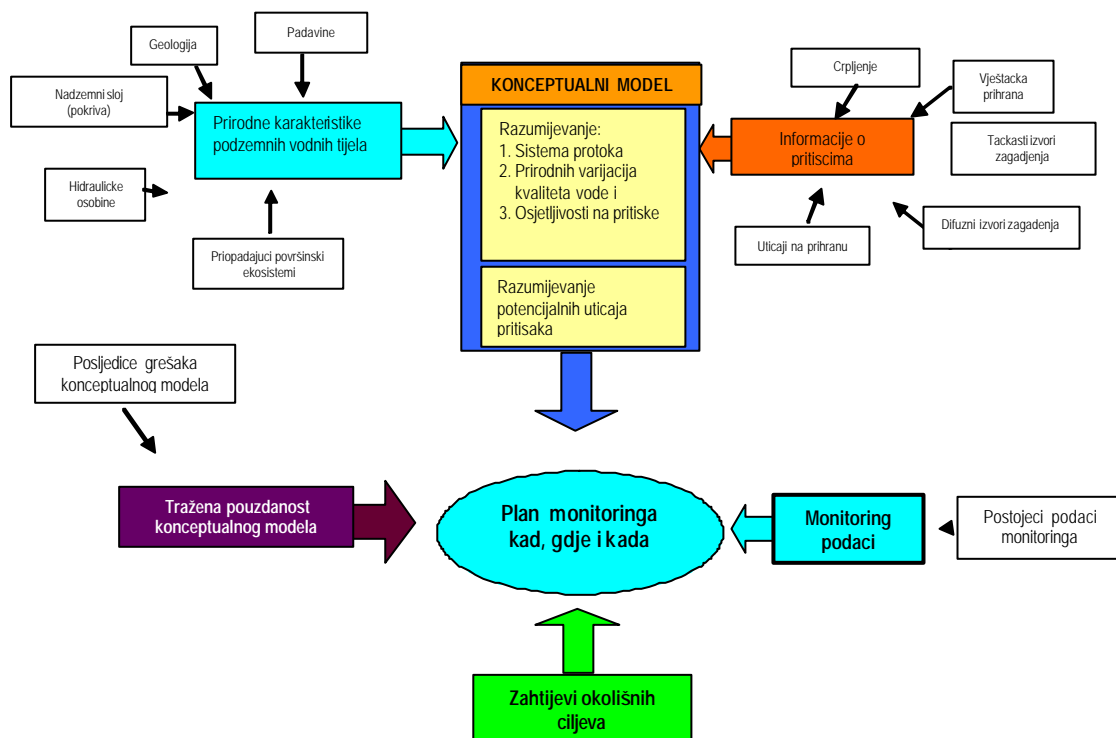 Padavine
Geologija
Nadzemni sloj
(pokriva)
Prirodne karakteristike
podzemnih vodnih tijela
Hidraulicke
osobine
Priopadajuci površinski
ekosistemi
KONCEPTUALNI MODEL
Razumijevanje:
1. Sistema protoka
2. Prirodnih varijacija
kvaliteta vode i
3. Osjetljivosti na pritiske
Razumijevanje
potencijalnih uticaja
pritisaka
Crpljenje
Vještacka
prihrana
Informacije o
pritiscima
Tackasti izvori
zagadjenja
Difuzni izvori zagadenja
Uticaji na prihranu
Posljedice grešaka
konceptualnog modela
Tražena pouzdanost
konceptualnog modela
Plan monitoringa
kad, gdje i kada
Monitoring
podaci
Postojeci podaci
monitoringa
Zahtijevi okolišnih
ciljeva